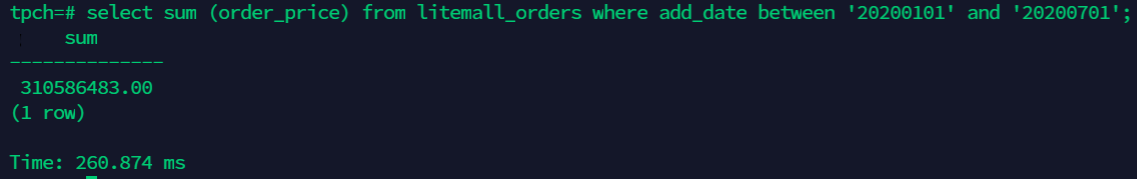 tpch=# select sum (order_price) from litemall_orders where add_date between '20200101' and '20200701';
sum
--------------
310586483.00
(1 row)
Time: 260.874 ms